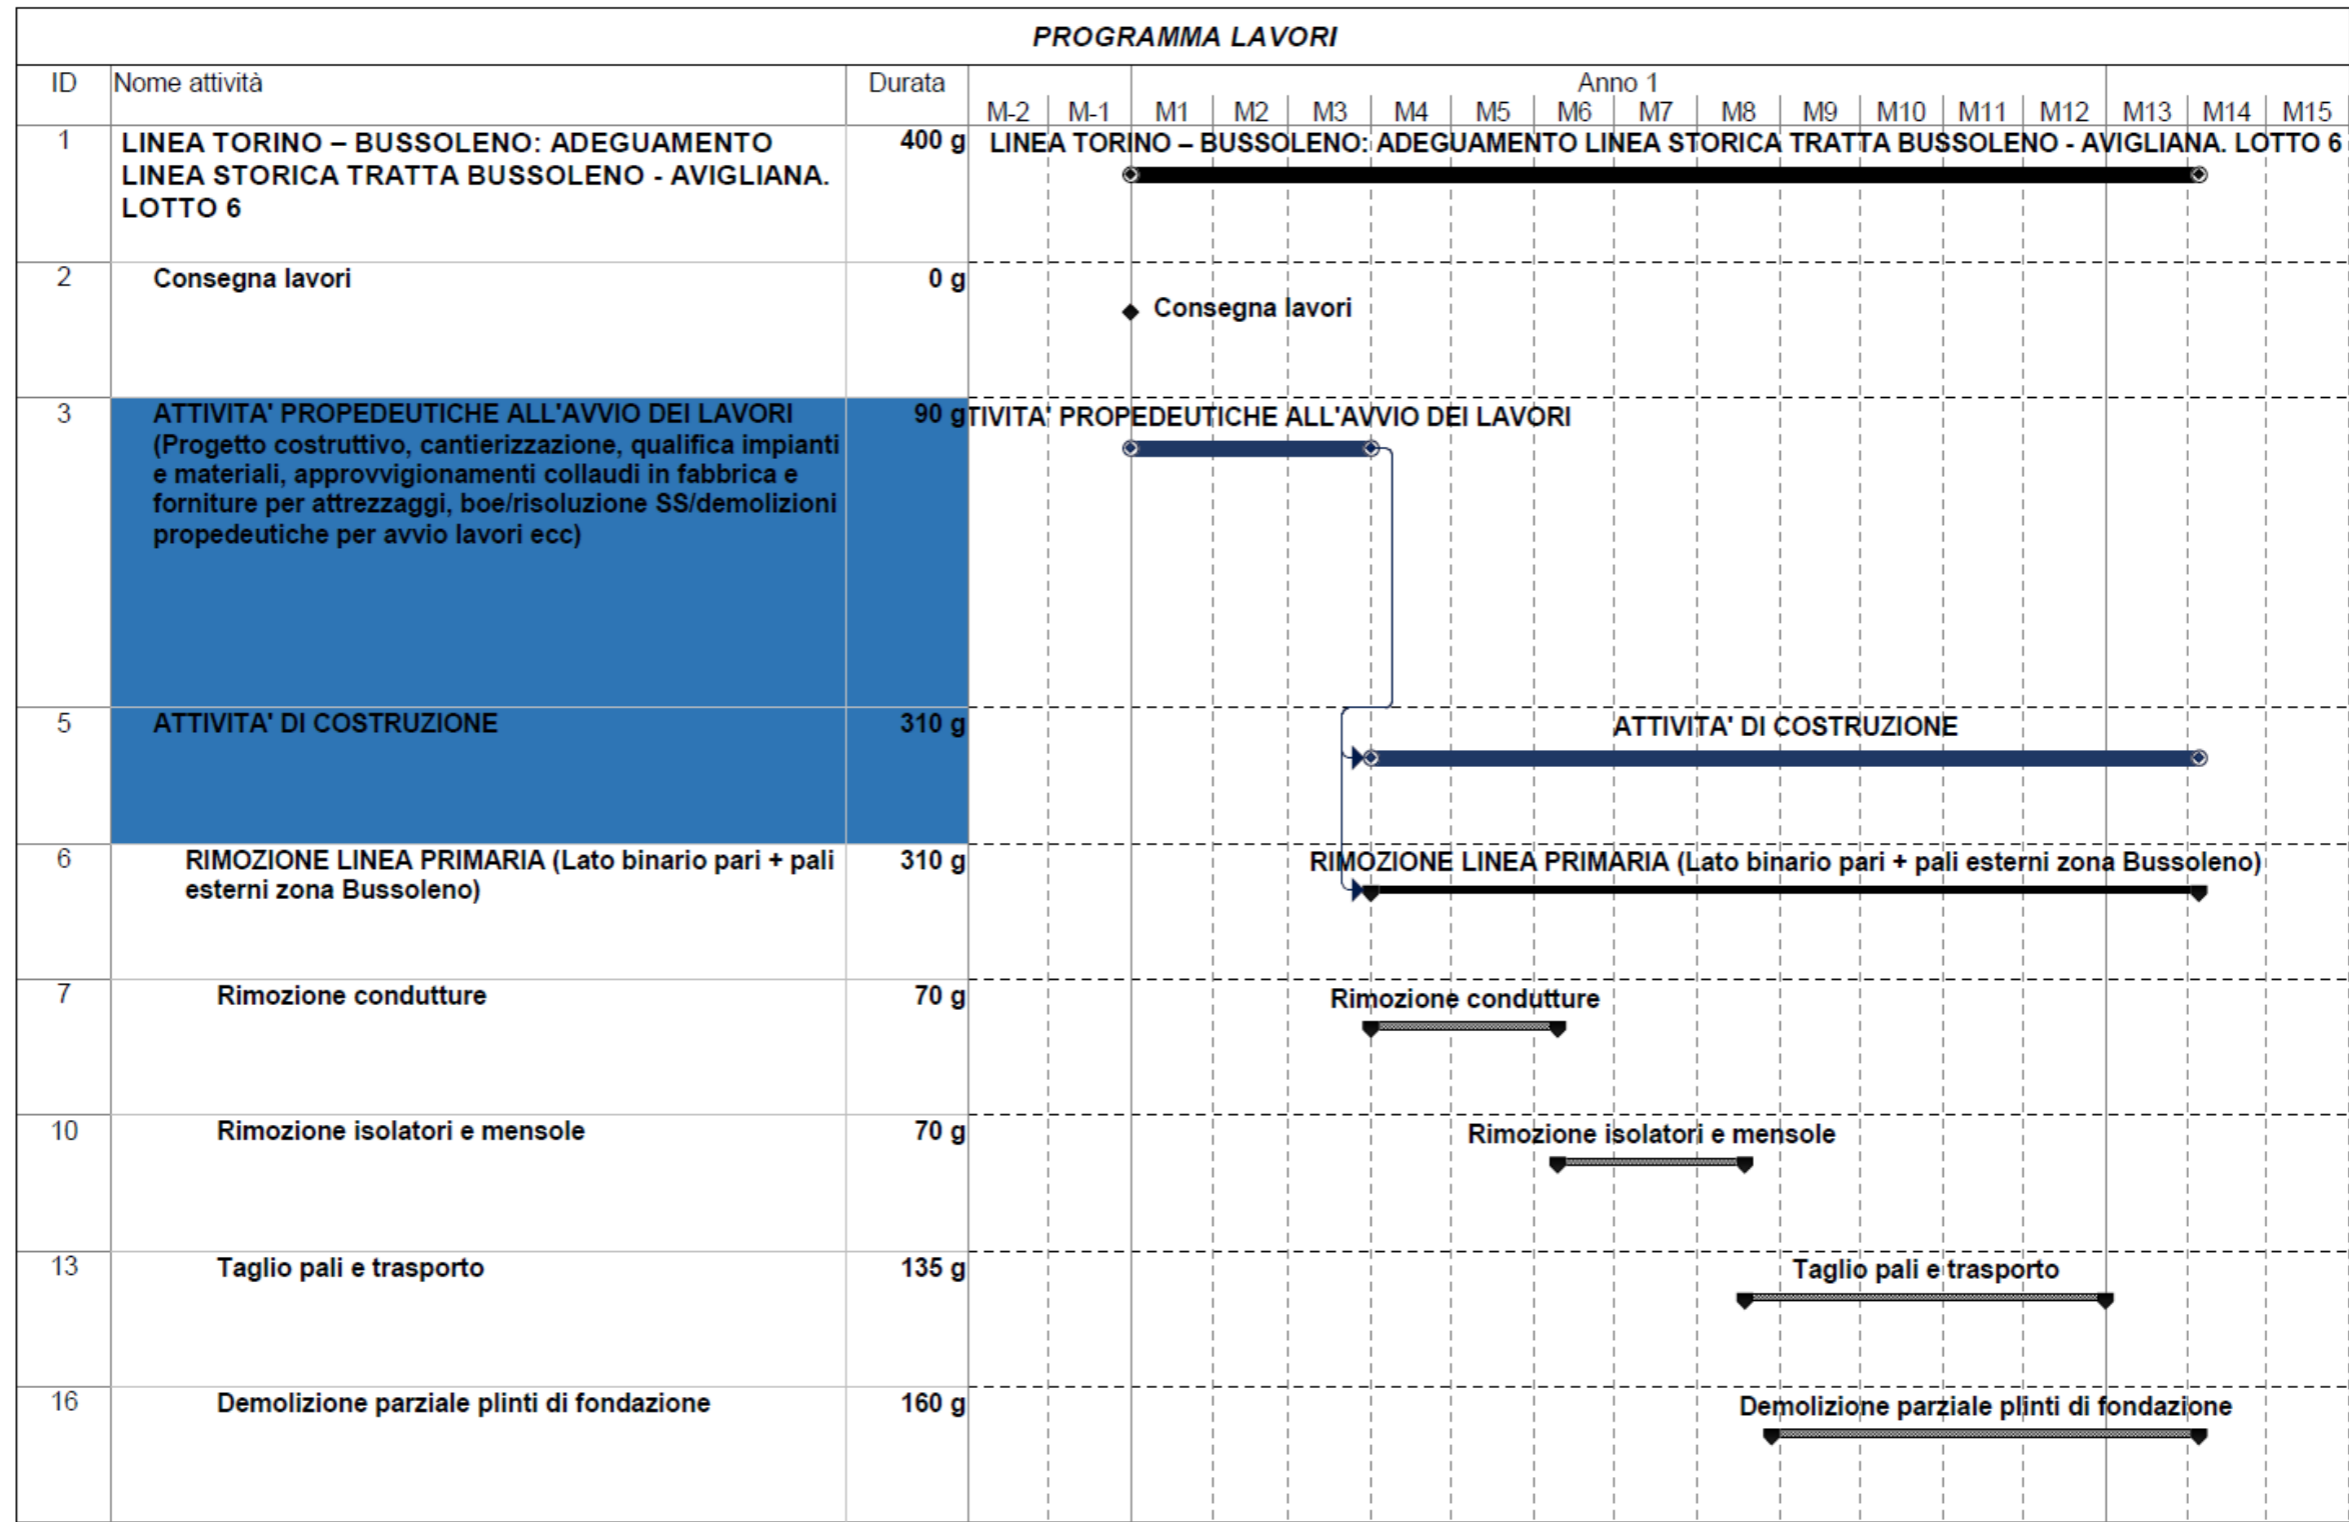 PROGRAMMA LAVORI
ID Nome attività Durata Anno 1
M-2 M-1 M1 M2 M3 M4 M5 M6 M7 M8 M9 M10 M11 M12 M13 M14 M15
1 LINEA TORINO – BUSSOLENO: ADEGUAMENTO 400 g LINEA TORINO – BUSSOLENO: ADEGUAMENTO LINEA STORICA TRATTA BUSSOLENO - AVIGLIANA. LOTTO 6
LINEA STORICA TRATTA BUSSOLENO - AVIGLIANA.
LOTTO 6
2 Consegna lavori 0 g
Consegna lavori
3 ATTIVITA' PROPEDEUTICHE ALL'AVVIO DEI LAVORI 90 g TIVITA' PROPEDEUTICHE ALL'AVVIO DEI LAVORI
(Progetto costruttivo, cantierizzazione, qualifica impianti
e materiali, approvvigionamenti collaudi in fabbrica e
forniture per attrezzaggi, boe/risoluzione SS/demolizioni
propedeutiche per avvio lavori ecc)
5 ATTIVITA' DI COSTRUZIONE 310 g ATTIVITA' DI COSTRUZIONE
6 RIMOZIONE LINEA PRIMARIA (Lato binario pari + pali 310 g RIMOZIONE LINEA PRIMARIA (Lato binario pari + pali esterni zona Bussoleno)
esterni zona Bussoleno)
7 Rimozione condutture 70 g Rimozione condutture
10 Rimozione isolatori e mensole 70 g Rimozione isolatori e mensole
13 Taglio pali e trasporto 135 g Taglio pali e trasporto
16 Demolizione parziale plinti di fondazione 160 g Demolizione parziale plinti di fondazione